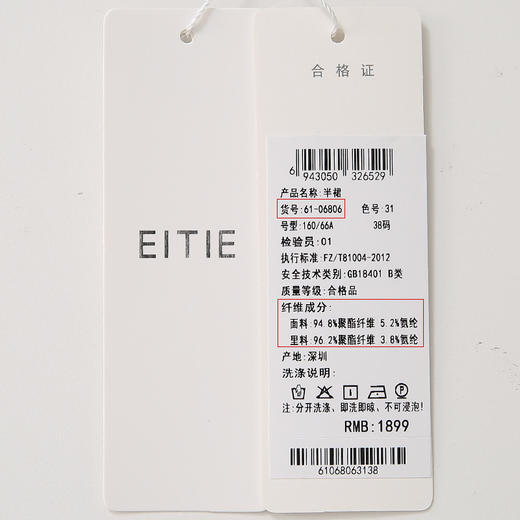 EITIE
合格证
6 943050 326529
产品名称:半裙
货号:61-06806 色号:31
号型:160/66A 38码
检验员:01
执行标准:FZ/T81004-2012
安全技术类别:GB18401 B类
质量等级:合格品
纤维成分:
面料:94.8%聚酯纤维 5.2%氨纶
里料:96.2%聚酯纤维 3.8%氨纶
产地:深圳
洗涤说明:
注:分开洗涤、即洗即晾、不可浸泡!
RMB:1899
61068063138